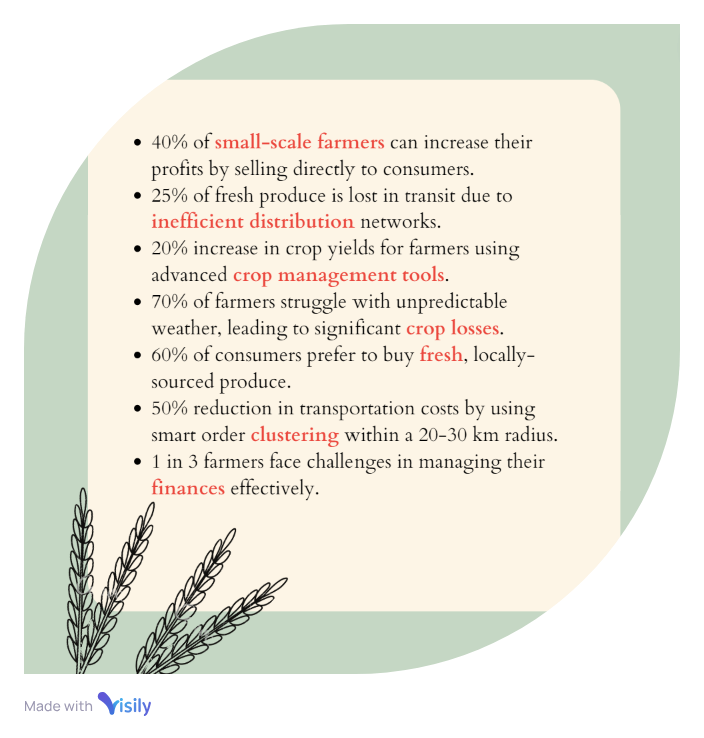 • 40% of small-scale farmers can increase their
profits by selling directly to consumers.
• 25% of fresh produce is lost in transit due to
inefficient distribution networks.
• 20% increase in crop yields for farmers using
advanced crop management tools.
• 70% of farmers struggle with unpredictable
weather, leading to significant crop losses.
• 60% of consumers prefer to buy fresh, locally-
sourced produce.
• 50% reduction in transportation costs by using
smart order clustering within a 20-30 km radius.
• 1 in 3 farmers face challenges in managing their
finances effectively.
Made with Visily